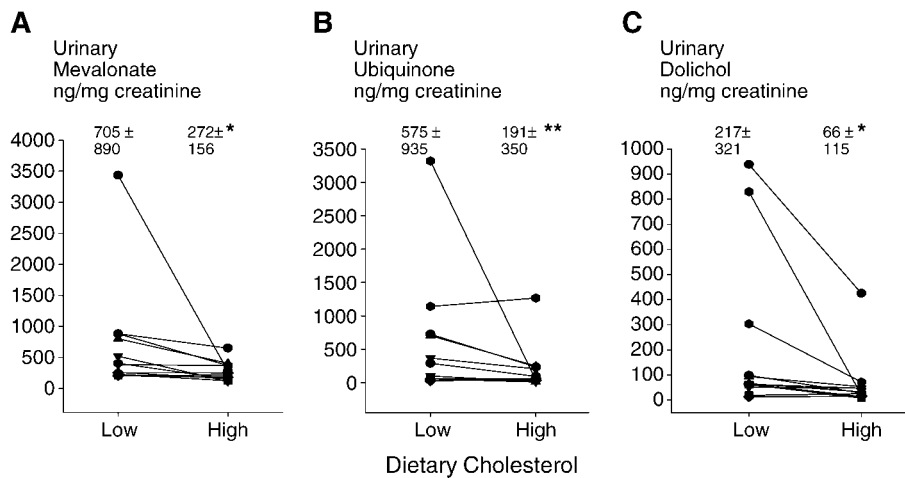 A
Urinary
Mevalonate
ng/mg creatinine
705 ±
890
272± *
156
4000
3500
3000
2500
2000
1500
1000
500
0
Low
High
B
Urinary
Ubiquinone
ng/mg creatinine
575 ±
935
191± **
350
3500
3000
2500
2000
1500
1000
500
0
Low
High
C
Urinary
Dolichol
ng/mg creatinine
217±
321
66 ± *
115
1000
900
800
700
600
500
400
300
200
100
0
Low
High
Dietary Cholesterol